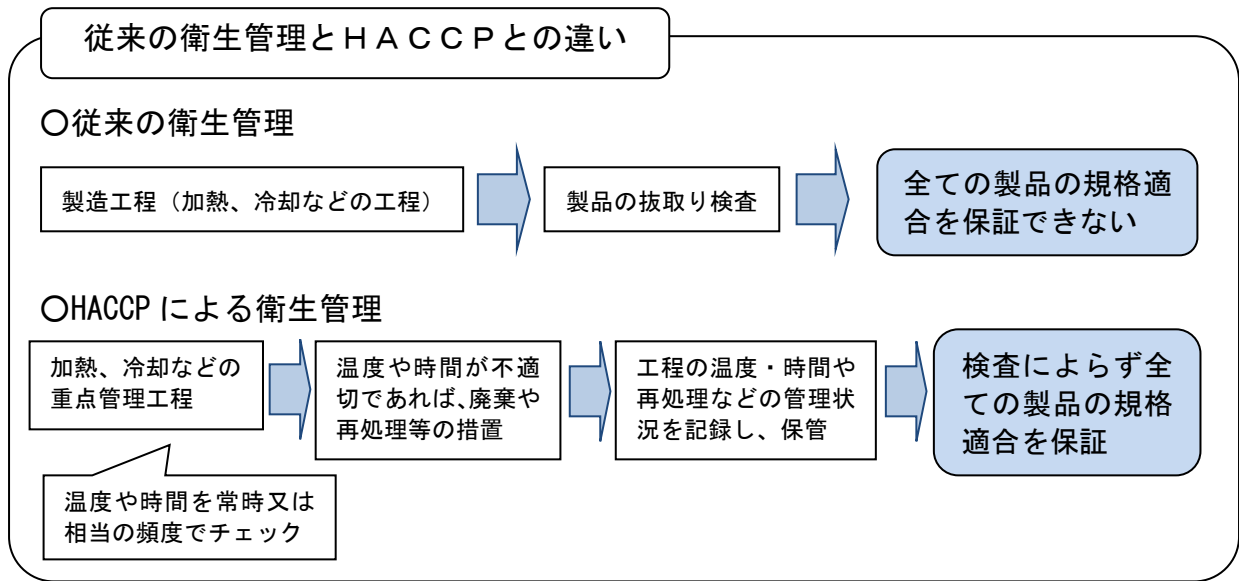 従来の衛生管理とＨＡＣＣＰとの違い
〇従来の衛生管理
製造工程（加熱、冷却などの工程）
製品の抜取り検査
全ての製品の規格適
合を保証できない
〇HACCPによる衛生管理
加熱、冷却などの
重点管理工程
温度や時間が不適
切であれば、廃棄や
再処理等の措置
工程の温度・時間や
再処理などの管理状
況を記録し、保管
検査によらず全
ての製品の規格
適合を保証
温度や時間を常時又は
相当の頻度でチェック